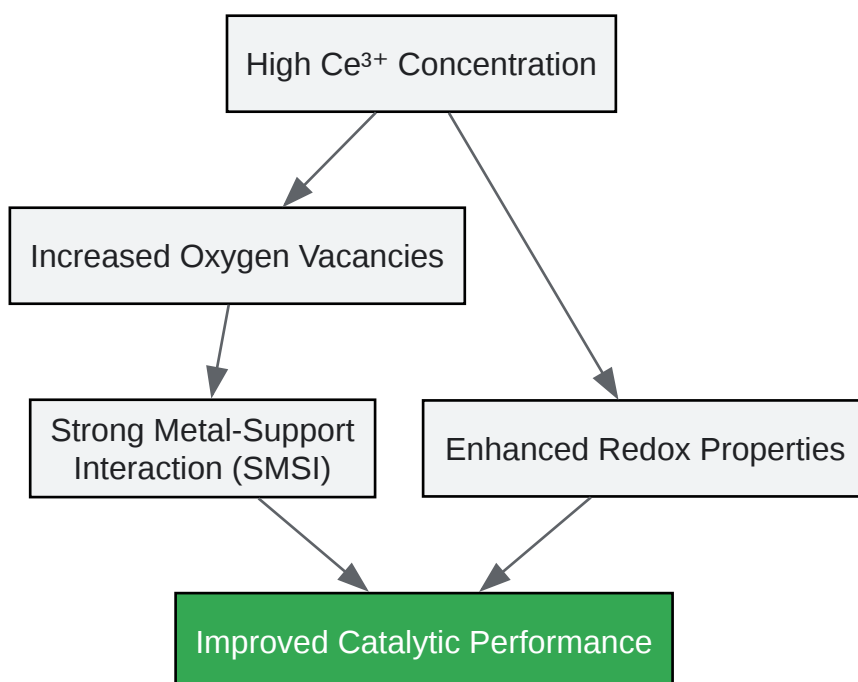 High Ce³⁺ Concentration
Increased Oxygen Vacancies
Strong Metal-Support
Interaction (SMSI)
Enhanced Redox Properties
Improved Catalytic Performance